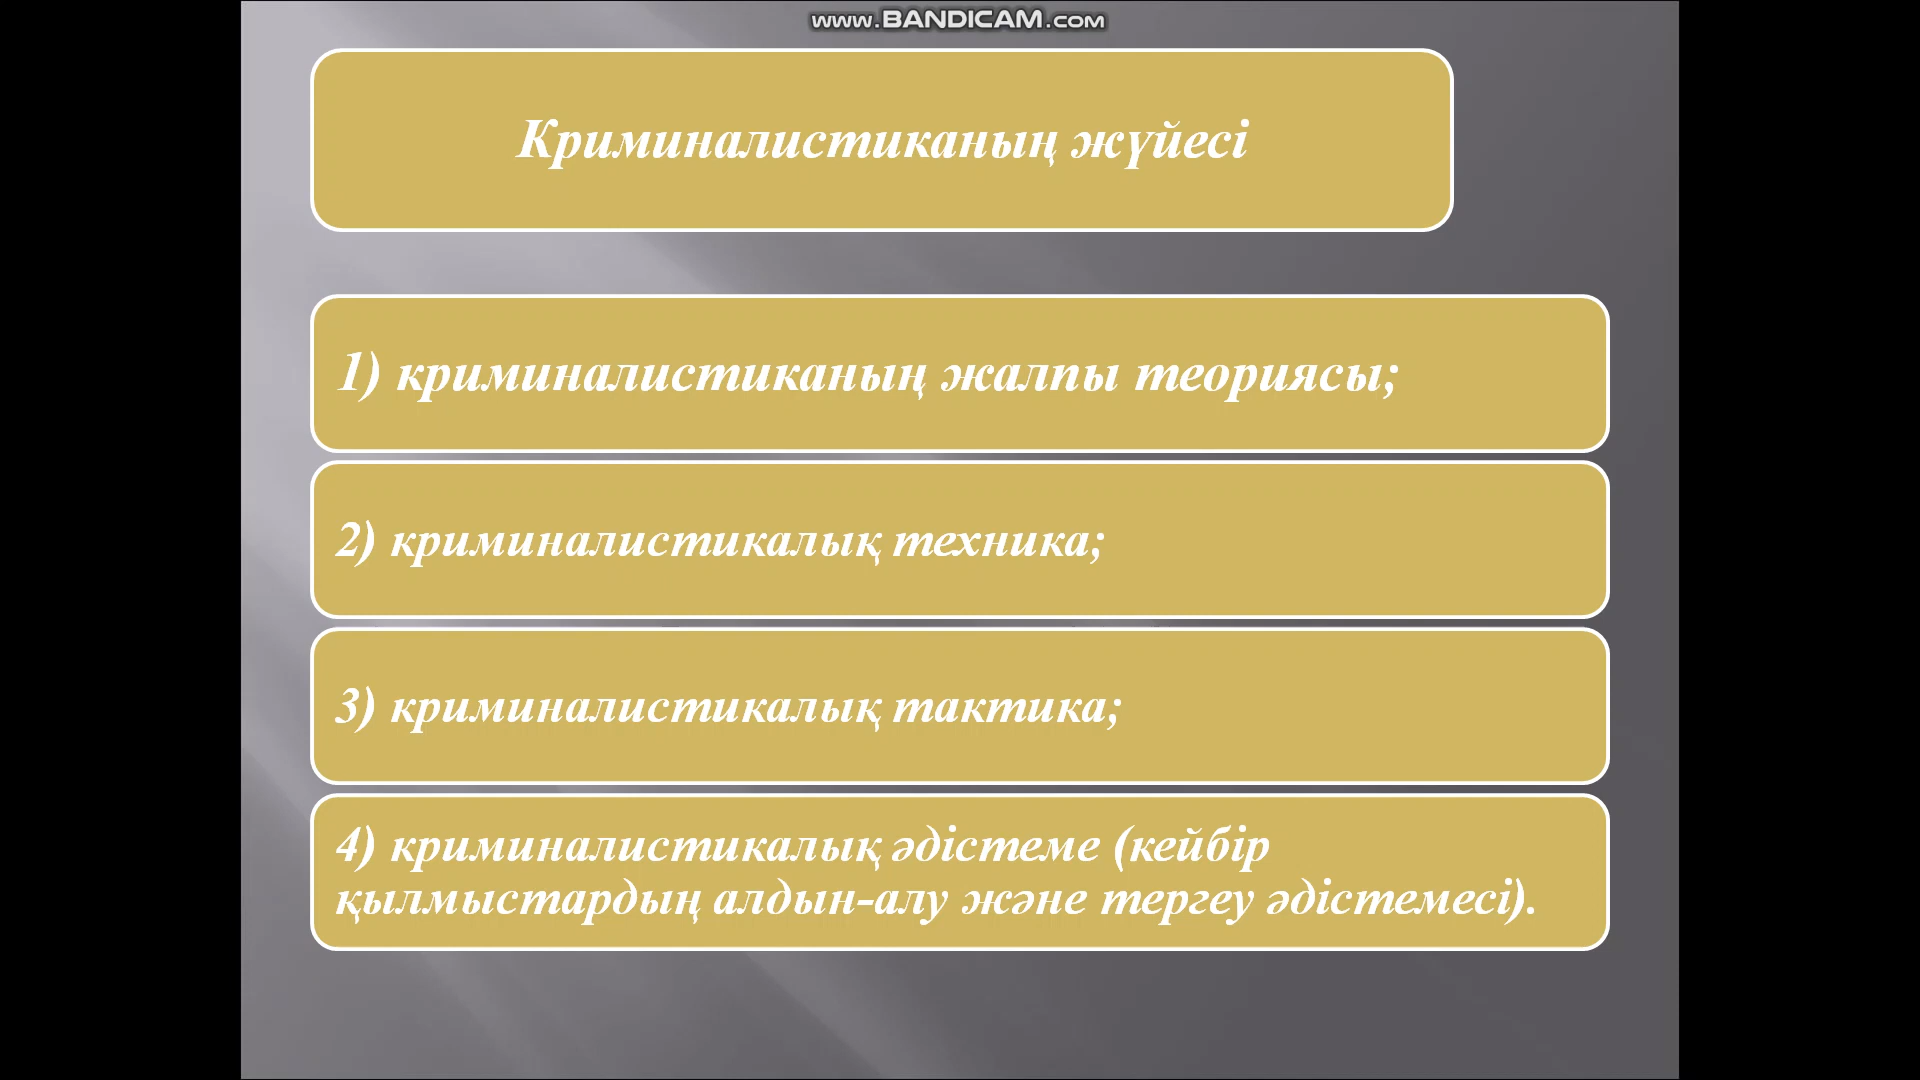 www.BANDICAM.com
Криминалистиканың жүйесі
1) криминалистиканың жалпы теориясы;
2) криминалистикалық техника;
3) криминалистикалық тактика;
4) криминалистикалық әдістеме (кейбір
қылмыстардың алдын-алу және тергеу әдістемесі).